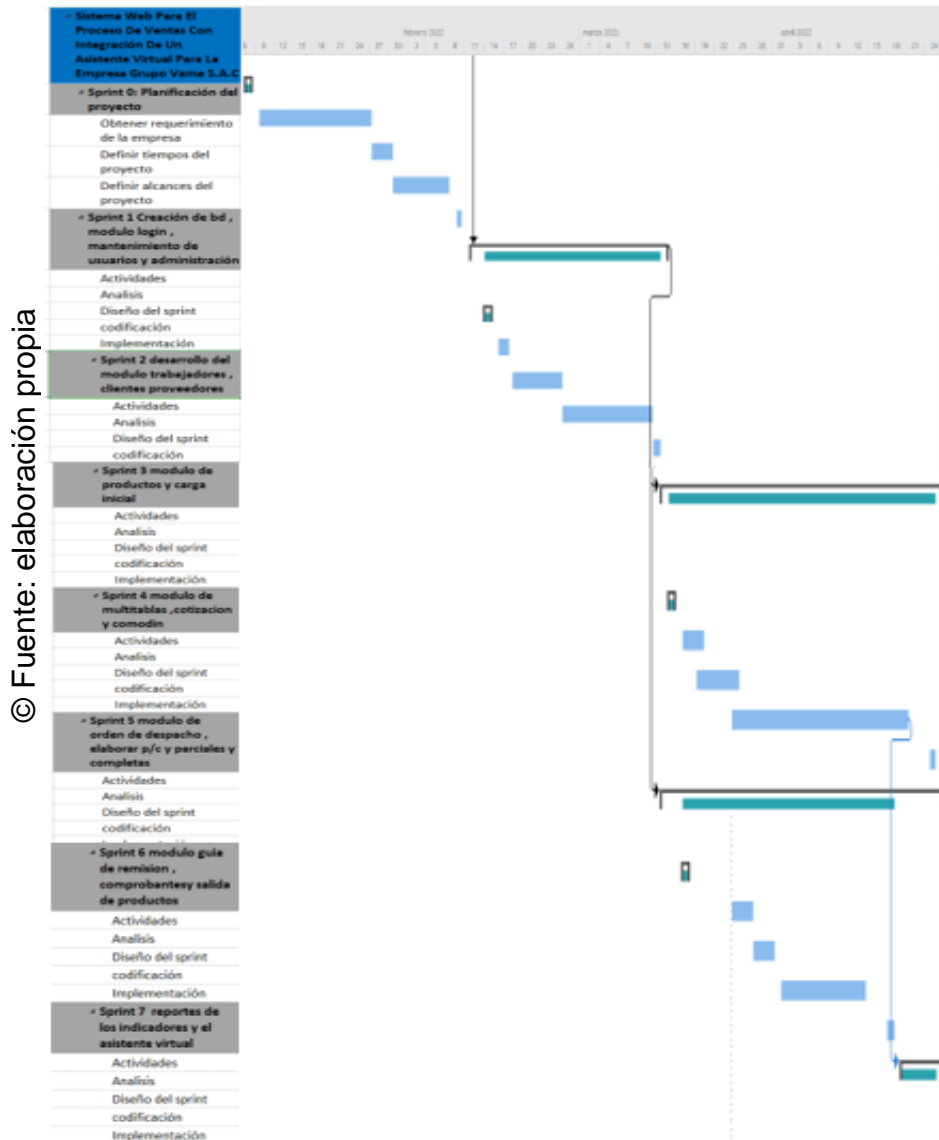 © Fuente: elaboración propia
Sistema Web Para El
Proceso De Ventas Con
Integración De Un
Asistente Virtual Para La
Empresa Grupo Vame S.A.C
febrero 2022
marzo 2022
abril 2022
Sprint 0: Planificación del
proyecto
Obtener requerimiento
de la empresa
Definir tiempos del
proyecto
Definir alcances del
proyecto
Sprint 1 Creación de bd ,
modulo login ,
mantenimiento de
usuarios y administración
Actividades
Analisis
Diseño del sprint
codificación
Implementación
Sprint 2 desarrollo del
modulo trabajadores ,
clientes proveedores
Actividades
Analisis
Diseño del sprint
codificación
Sprint 3 modulo de
productos y carga
inicial
Actividades
Analisis
Diseño del sprint
codificación
Implementación
Sprint 4 modulo de
multitablas ,cotizacion
y comodin
Actividades
Analisis
Diseño del sprint
codificación
Implementación
Sprint 5 modulo de
orden de despacho ,
elaborar p/c y parciales y
completas
Actividades
Analisis
Diseño del sprint
codificación
Sprint 6 modulo guia
de remision ,
comprobantesy salida
de productos
Actividades
Analisis
Diseño del sprint
codificación
Implementación
Sprint 7 reportes de
los indicadores y el
asistente virtual
Actividades
Analisis
Diseño del sprint
codificación
Implementación